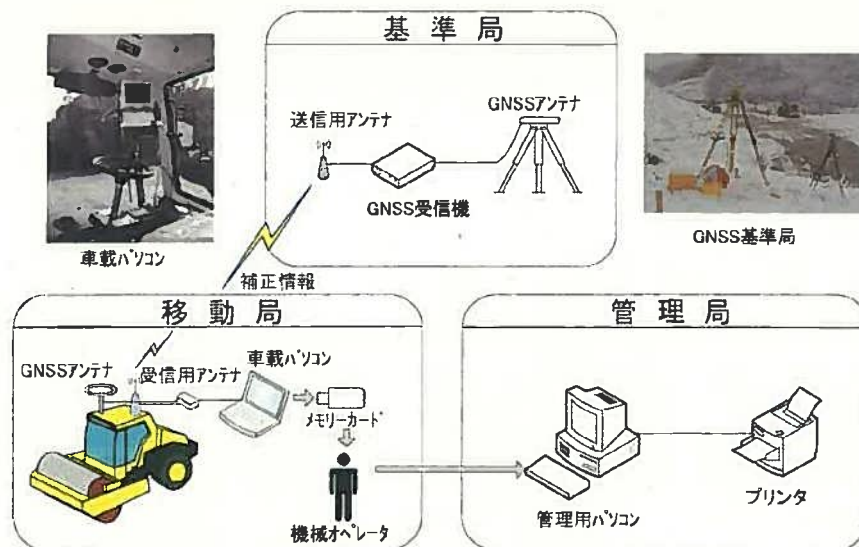 基準局
送信用アンテナ
GNSSアンテナ
GNSS受信機
車載パソコン
GNSS基準局
補正情報
移動局
GNSSアンテナ
受信用アンテナ
車載パソコン
メモリーカード
機械オペレータ
管理局
管理用パソコン
プリンタ